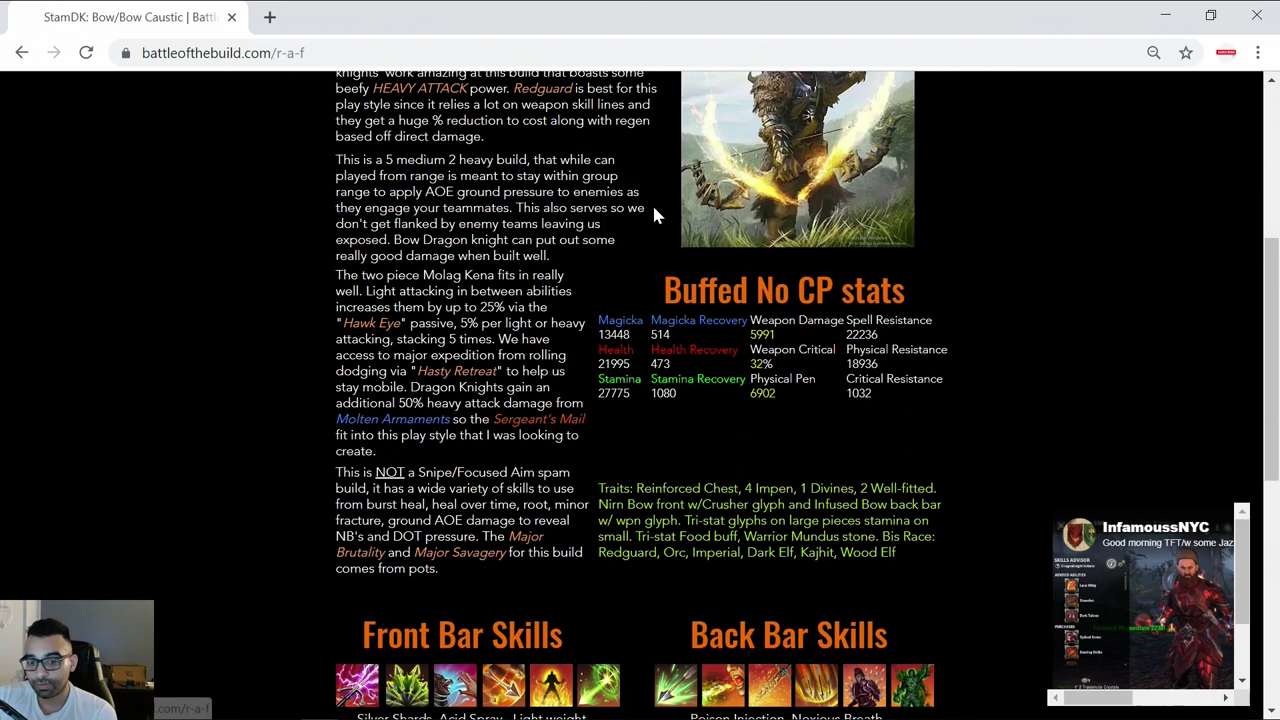 StamDK: Bow/Bow Caustic | Battl
battleofthebuild.com/r-a-f
knights' work amazing at this build that boasts some
beefy HEAVY ATTACK power. Redguard is best for this
play style since it relies a lot on weapon skill lines and
they get a huge % reduction to cost along with regen
based off direct damage.
This is a 5 medium 2 heavy build, that while can
played from range is meant to stay within group
range to apply AOE ground pressure to enemies as
they engage your teammates. This also serves so we
don't get flanked by enemy teams leaving us
exposed. Bow Dragon knight can put out some
really good damage when built well.
The two piece Molag Kena fits in really
well. Light attacking in between abilities
increases them by up to 25% via the
"Hawk Eye" passive, 5% per light or heavy
attacking, stacking 5 times. We have
access to major expedition from rolling
dodging via "Hasty Retreat" to help us
stay mobile. Dragon Knights gain an
additional 50% heavy attack damage from
Molten Armaments so the Sergeant's Mail
fit into this play style that I was looking to
create.
This is NOT a Snipe/Focused Aim spam
build, it has a wide variety of skills to use
from burst heal, heal over time, root, minor
fracture, ground AOE damage to reveal
NB's and DOT pressure. The Major
Brutality and Major Savagery for this build
comes from pots.
Buffed No CP stats
Magicka Magicka Recovery Weapon Damage Spell Resistance
13448 514 5991 22236
Health Health Recovery Weapon Critical Physical Resistance
21995 473 32% 18936
Stamina Stamina Recovery Physical Pen Critical Resistance
27775 1080 6902 1032
Traits: Reinforced Chest, 4 Impen, 1 Divines, 2 Well-fitted.
Nirn Bow front w/Crusher glyph and Infused Bow back bar
w/ wpn glyph. Tri-stat glyphs on large pieces stamina on
small. Tri-stat Food buff, Warrior Mundus stone. Bis Race:
Redguard, Orc, Imperial, Dark Elf, Kajhit, Wood Elf
Front Bar Skills
Back Bar Skills
Silver Shards, Acid Spray, Light weight
Poison Injection, Noxious Breath
InfamoussNYC
Good morning TFT/w some Jaz
SKILLS ADVISOR
.com/r-a-f